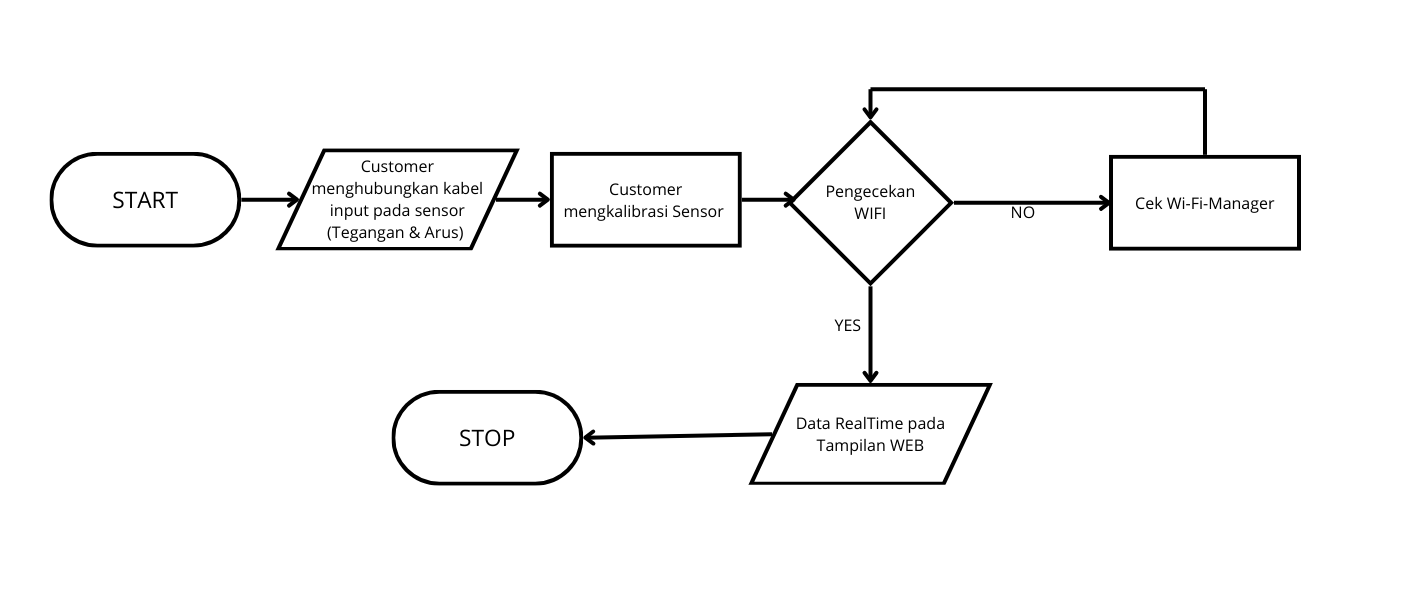 START
Customer
menghubungkan kabel
input pada sensor
(Tegangan & Arus)
Customer
mengkalibrasi Sensor
Pengecekan
WIFI
NO
Cek Wi-Fi-Manager
YES
Data RealTime pada
Tampilan WEB
STOP